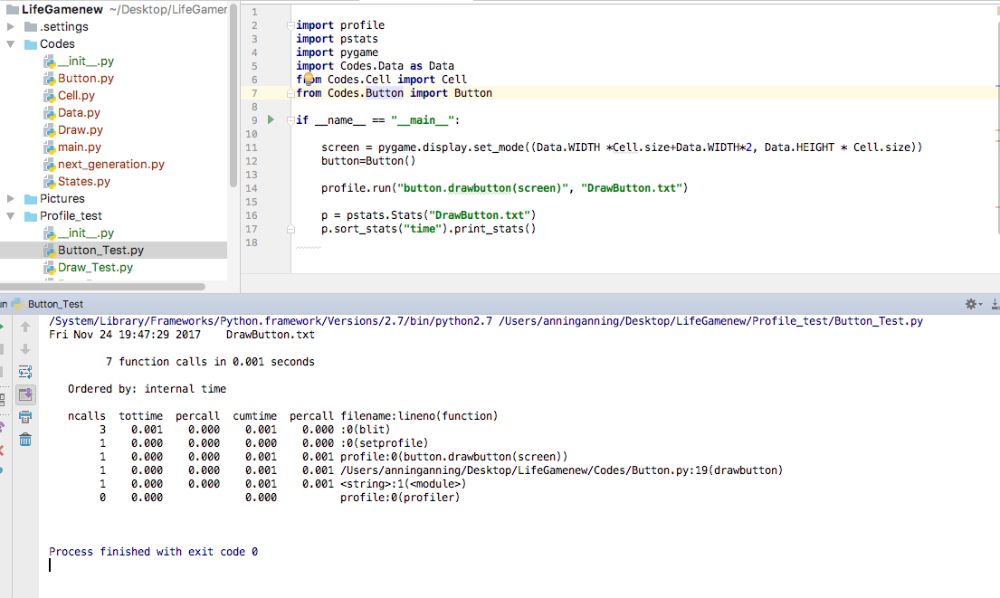 LifeGamenew ~/Desktop/LifeGamer
.settings
Codes
__init__.py
Button.py
Cell.py
Data.py
Draw.py
main.py
next_generation.py
States.py
Pictures
Profile_test
__init__.py
Button_Test.py
Draw_Test.py
1
2 import profile
3 import pstats
4 import pygame
5 import Codes.Data as Data
6 from Codes.Cell import Cell
7 from Codes.Button import Button
8
9 if __name__ == "__main__":
10
11 screen = pygame.display.set_mode((Data.WIDTH *Cell.size+Data.WIDTH*2, Data.HEIGHT * Cell.size))
12 button=Button()
13
14 profile.run("button.drawbutton(screen)", "DrawButton.txt")
15
16 p = pstats.Stats("DrawButton.txt")
17 p.sort_stats("time").print_stats()
18
un Button_Test
/System/Library/Frameworks/Python.framework/Versions/2.7/bin/python2.7 /Users/anninganning/Desktop/LifeGamenew/Profile_test/Button_Test.py
Fri Nov 24 19:47:29 2017 DrawButton.txt
7 function calls in 0.001 seconds
Ordered by: internal time
ncalls tottime percall cumtime percall filename:lineno(function)
3 0.001 0.000 0.001 0.000 :0(blit)
1 0.000 0.000 0.000 0.000 :0(setprofile)
1 0.000 0.000 0.001 0.001 profile:0(button.drawbutton(screen))
1 0.000 0.000 0.001 0.001 /Users/anninganning/Desktop/LifeGamenew/Codes/Button.py:19(drawbutton)
1 0.000 0.000 0.001 0.001 <string>:1(<module>)
0 0.000 0.000 profile:0(profiler)
Process finished with exit code 0